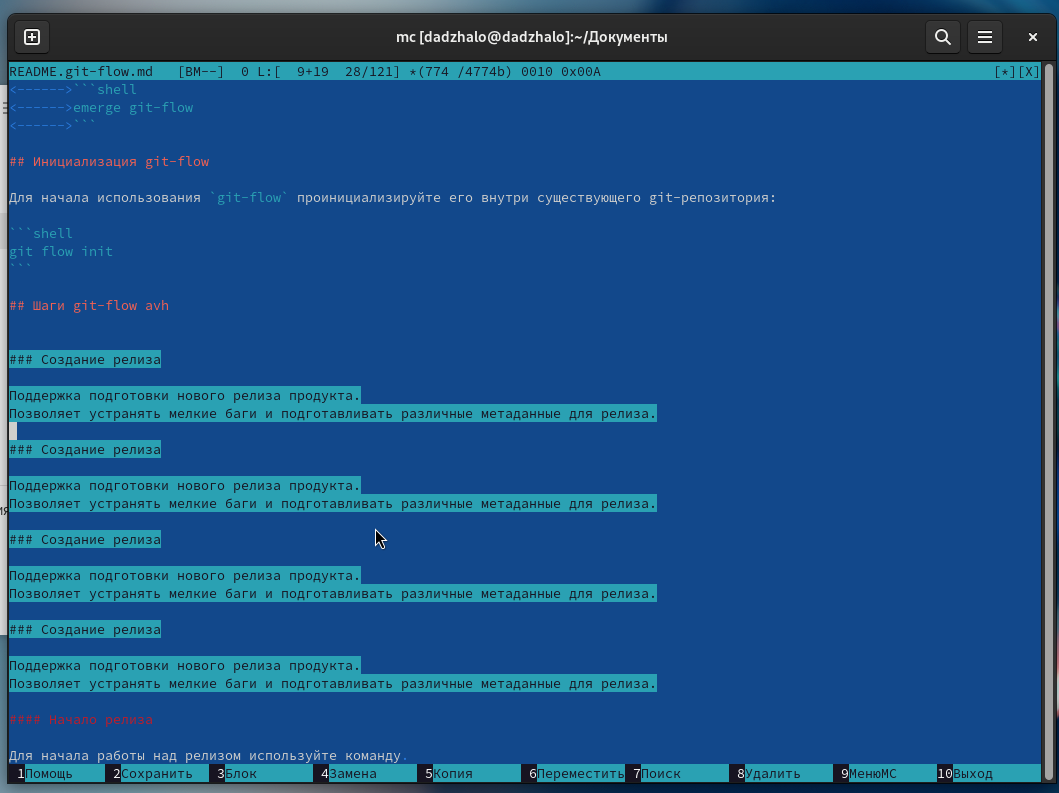 mc [dadzhalo@dadzhalo]:~/Документы
README.git-flow.md   [BM--]  0 L:[  9+19  28/121] *(774 /4774b) 0010 0x00A   [*][X]
<------>```shell
<------>emerge git-flow
<------>```
## Инициализация git-flow
Для начала использования `git-flow` проинициализируйте его внутри существующего git-репозитория:
```shell
git flow init
```
## Шаги git-flow avh
### Создание релиза
Поддержка подготовки нового релиза продукта.
Позволяет устранять мелкие баги и подготавливать различные метаданные для релиза.
### Создание релиза
Поддержка подготовки нового релиза продукта.
Позволяет устранять мелкие баги и подготавливать различные метаданные для релиза.
### Создание релиза
Поддержка подготовки нового релиза продукта.
Позволяет устранять мелкие баги и подготавливать различные метаданные для релиза.
### Создание релиза
Поддержка подготовки нового релиза продукта.
Позволяет устранять мелкие баги и подготавливать различные метаданные для релиза.
#### Начало релиза
Для начала работы над релизом используйте команду.
1Помощь 2Сохранить 3Блок 4Замена 5Копия 6Переместить 7Поиск 8Удалить 9МенюМС 10Выход